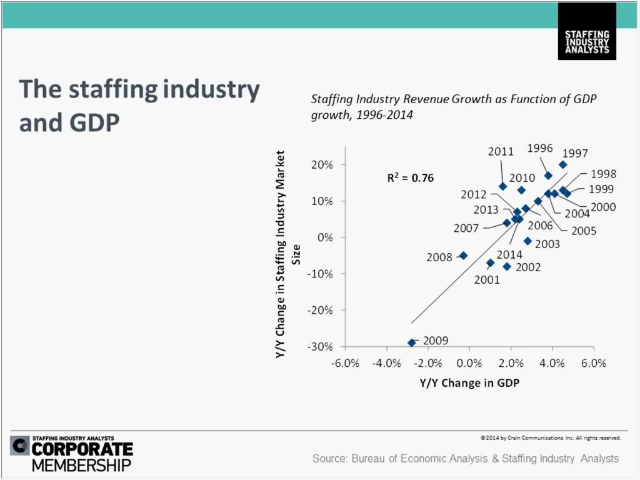 STAFFING
INDUSTRY
ANALYSTS
The staffing industry
and GDP
Staffing Industry Revenue Growth as Function of GDP
growth, 1996-2014
Y/Y Change in Staffing Industry Market
Size
20%
10%
0%
-10%
-20%
-30%
R² = 0.76
1996
1997
2011
2010
1998
1999
2000
2012
2013
2004
2007
2006
2005
2003
2014
2008
2002
2001
2009
-6.0% -4.0% -2.0% 0.0% 2.0% 4.0% 6.0%
Y/Y Change in GDP
STAFFING INDUSTRY ANALYSTS
CORPORATE
MEMBERSHIP
©2014 by Crain Communications Inc. All rights reserved.
Source: Bureau of Economic Analysis & Staffing Industry Analysts